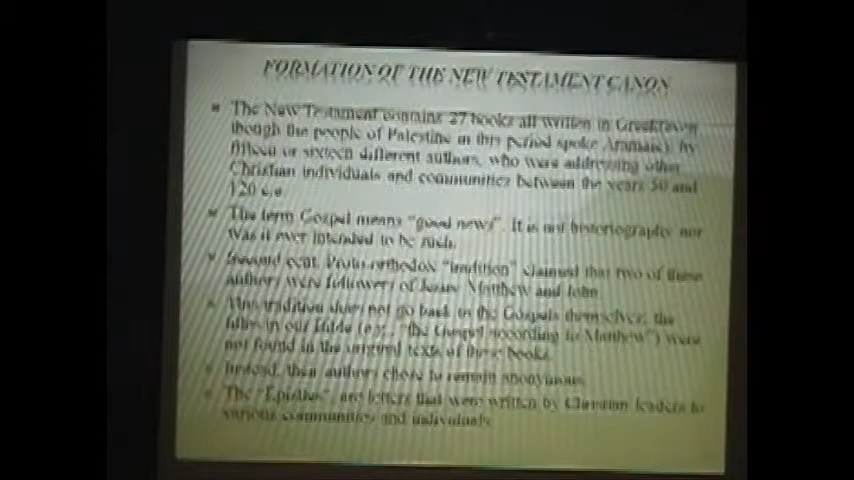 FORMATION OF THE NEW TESTAMENT CANON
The New Testament contains 27 books all written in Greek(even
though the people of Palestine in this period spoke Aramaic), by
fifteen or sixteen different authors, who were addressing other
Christian individuals and communities between the years 50 and
120 c.e.
The term Gospel means "good news". It is not historiography nor
was it ever intended to be such.
Second cent. Proto-orthodox "tradition" claimed that two of these
authors were followers of Jesus: Matthew and John.
This tradition does not go back to the Gospels themselves; the
titles in our Bible (e.g., "the Gospel according to Matthew") were
not found in the original texts of these books.
Instead, their authors chose to remain anonymous.
The "Epistles", are letters that were written by Christian leaders to
various communities and individuals.